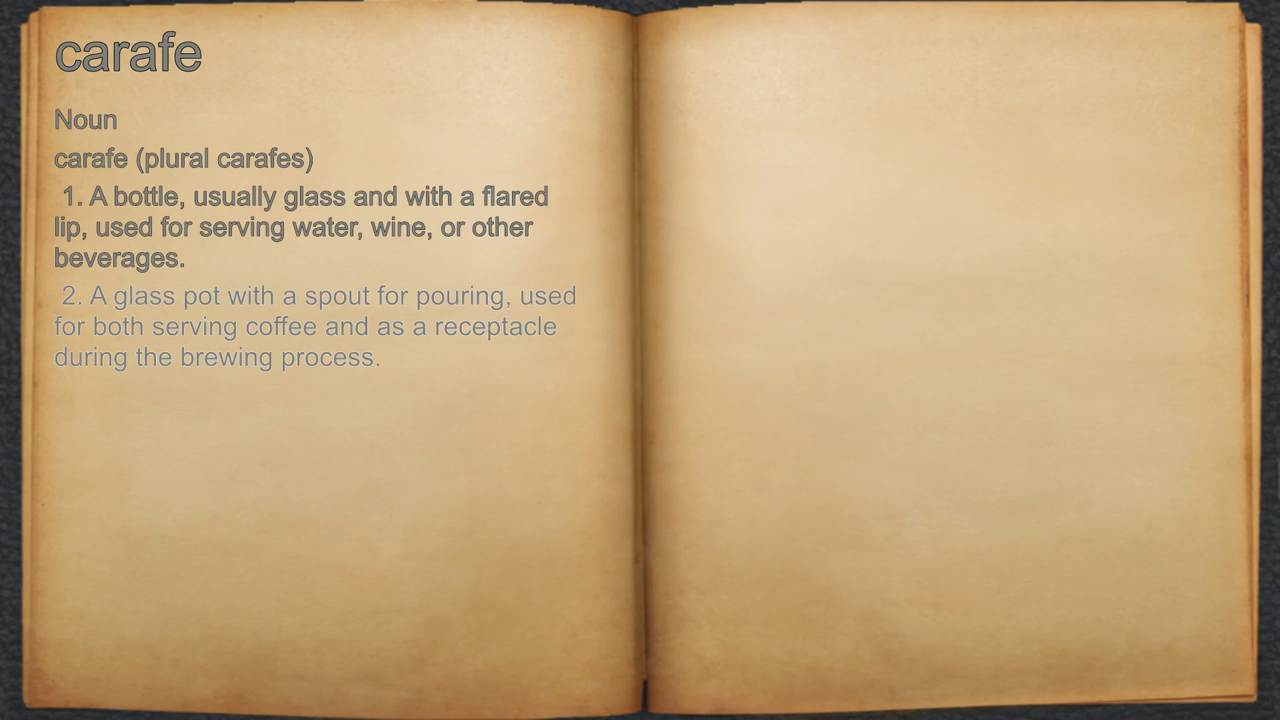 carafe
Noun
carafe (plural carafes)
1. A bottle, usually glass and with a flared
lip, used for serving water, wine, or other
beverages.
2. A glass pot with a spout for pouring, used
for both serving coffee and as a receptacle
during the brewing process.